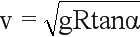 v = √gRtanα